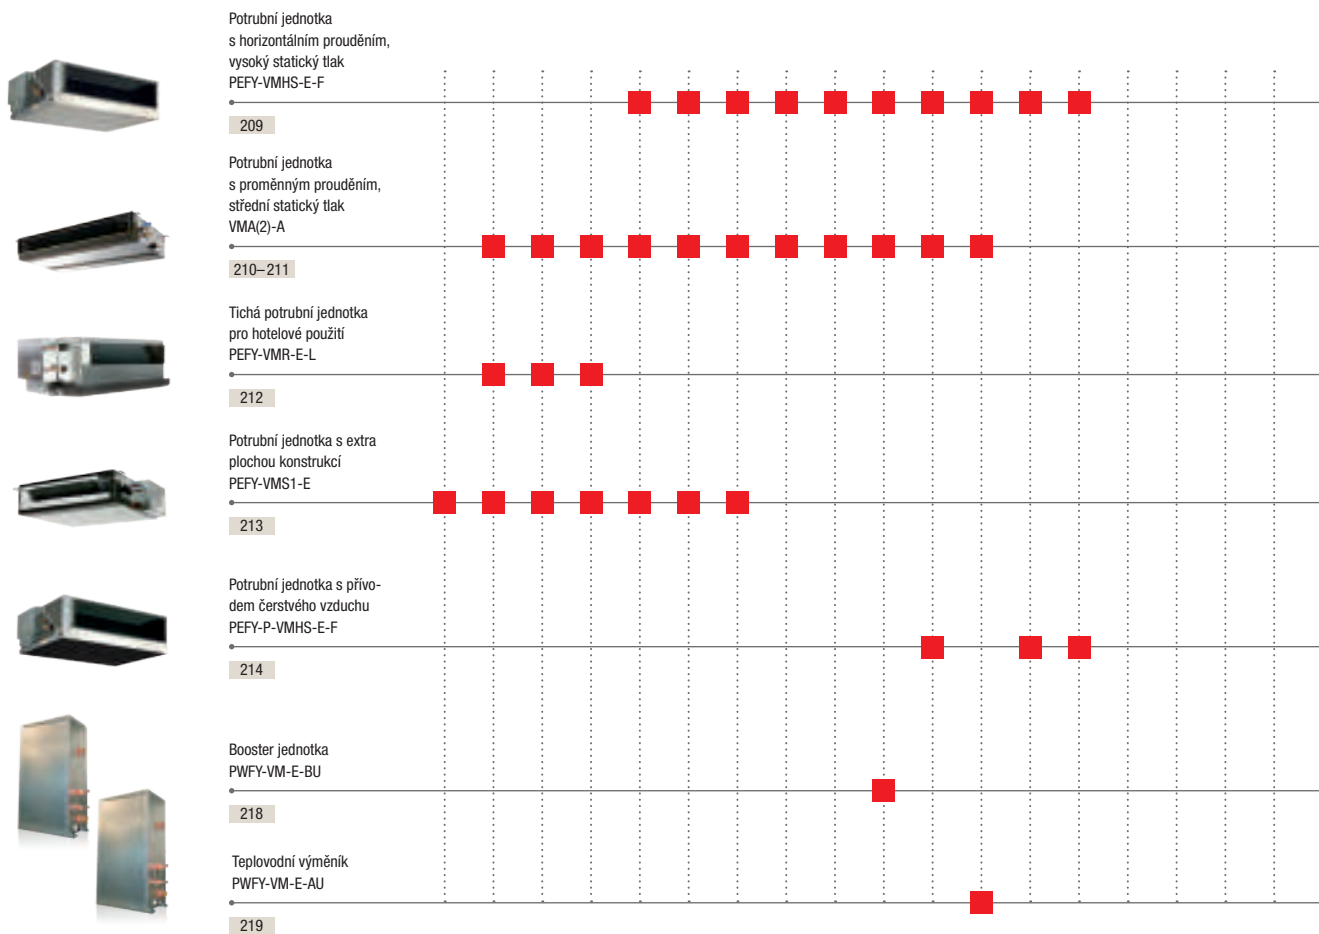 Potrubní jednotka
s horizontálním prouděním,
vysoký statický tlak
PEFY-VMHS-E-F
209
Potrubní jednotka
s proměnným prouděním,
střední statický tlak
VMA(2)-A
210–211
Tichá potrubní jednotka
pro hotelové použití
PEFY-VMR-E-L
212
Potrubní jednotka s extra
plochou konstrukcí
PEFY-VMS1-E
213
Potrubní jednotka s přívo-
dem čerstvého vzduchu
PEFY-P-VMHS-E-F
214
Booster jednotka
PWFY-VM-E-BU
218
Teplovodní výměník
PWFY-VM-E-AU
219